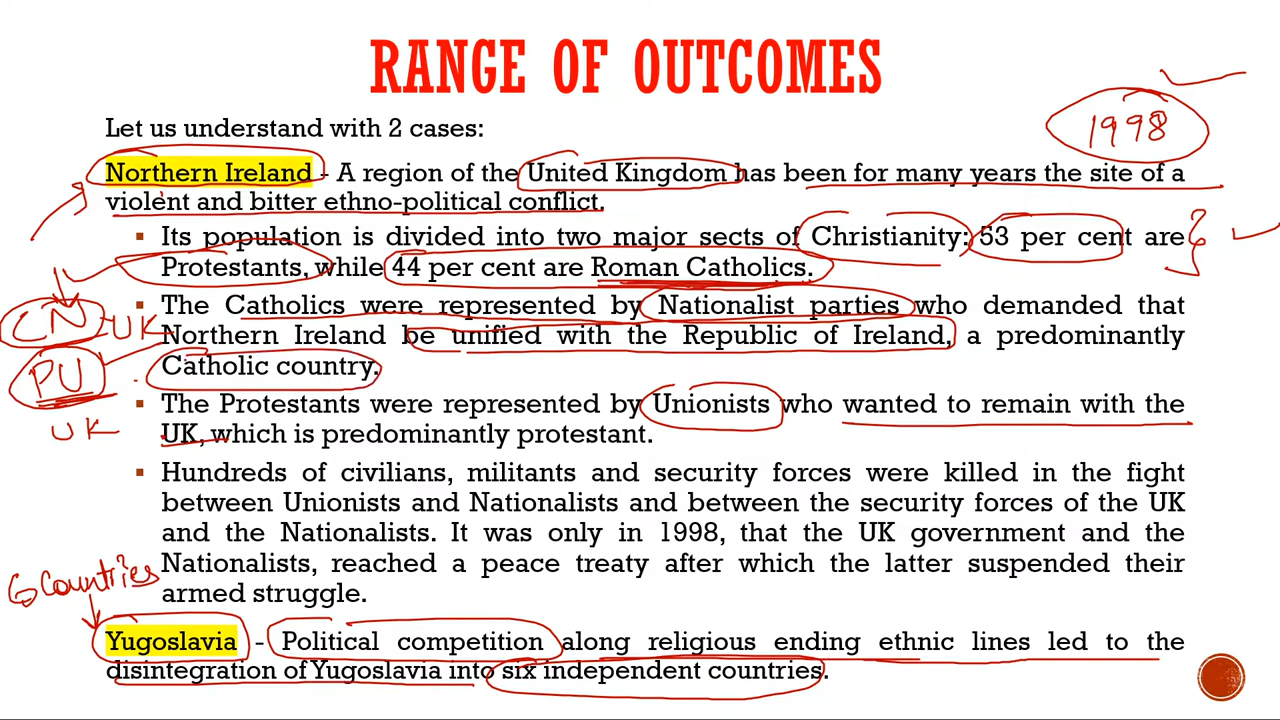 RANGE OF OUTCOMES
1998
Let us understand with 2 cases:
Northern Ireland - A region of the United Kingdom has been for many years the site of a
violent and bitter ethno-political conflict.
▪ Its population is divided into two major sects of Christianity: 53 per cent are
Protestants, while 44 per cent are Roman Catholics.
▪ The Catholics were represented by Nationalist parties who demanded that
CN - UK
Northern Ireland be unified with the Republic of Ireland, a predominantly
Catholic country.
PU
▪ The Protestants were represented by Unionists who wanted to remain with the
UK, which is predominantly protestant.
UK
▪ Hundreds of civilians, militants and security forces were killed in the fight
between Unionists and Nationalists and between the security forces of the UK
and the Nationalists. It was only in 1998, that the UK government and the
Nationalists, reached a peace treaty after which the latter suspended their
armed struggle.
6 Countries
Yugoslavia - Political competition along religious ending ethnic lines led to the
disintegration of Yugoslavia into six independent countries.